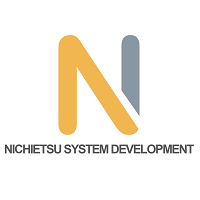 N
NICHIETSU SYSTEM DEVELOPMENT